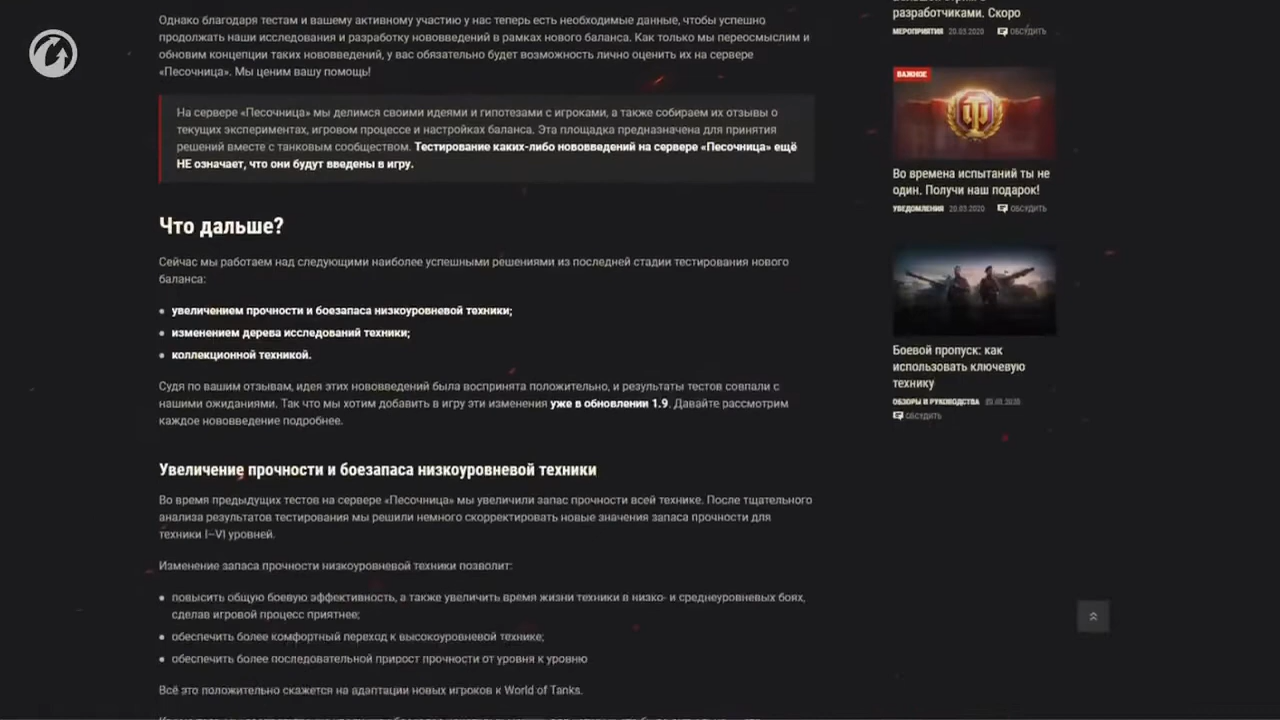 Однако благодаря тестам и вашему активному участию у нас теперь есть необходимые данные, чтобы успешно
продолжать наши исследования и разработку нововведений в рамках нового баланса. Как только мы переосмыслим и
обновим концепции таких нововведений, у вас обязательно будет возможность лично оценить их на сервере
«Песочница». Мы ценим вашу помощь!
На сервере «Песочница» мы делимся своими идеями и гипотезами с игроками, а также собираем их отзывы о
текущих экспериментах, игровом процессе и настройках баланса. Эта площадка предназначена для принятия
решений вместе с танковым сообществом. Тестирование каких-либо нововведений на сервере «Песочница» ещё
НЕ означает, что они будут введены в игру.
Что дальше?
Сейчас мы работаем над следующими наиболее успешными решениями из последней стадии тестирования нового
баланса:
увеличением прочности и боезапаса низкоуровневой техники;
изменением дерева исследований техники;
коллекционной техникой.
Судя по вашим отзывам, идея этих нововведений была воспринята положительно, и результаты тестов совпали с
нашими ожиданиями. Так что мы хотим добавить в игру эти изменения уже в обновлении 1.9. Давайте рассмотрим
каждое нововведение подробнее.
Увеличение прочности и боезапаса низкоуровневой техники
Во время предыдущих тестов на сервере «Песочница» мы увеличили запас прочности всей технике. После тщательного
анализа результатов тестирования мы решили немного скорректировать новые значения запаса прочности для
техники I–VI уровней.
Изменение запаса прочности низкоуровневой техники позволит:
повысить общую боевую эффективность, а также увеличить время жизни техники в низко- и среднеуровневых боях,
сделав игровой процесс приятнее;
обеспечить более комфортный переход к высокоуровневой технике;
обеспечить более последовательной прирост прочности от уровня к уровню
Всё это положительно скажется на адаптации новых игроков к World of Tanks.
разработчиками. Скоро
МЕРОПРИЯТИЯ 20.03.2020 ОБСУДИТЬ
ВАЖНОЕ
Во времена испытаний ты не
один. Получи наш подарок!
УВЕДОМЛЕНИЯ 20.03.2020 ОБСУДИТЬ
Боевой пропуск: как
использовать ключевую
технику
ОБЗОРЫ И РУКОВОДСТВА
ОБСУДИТЬ